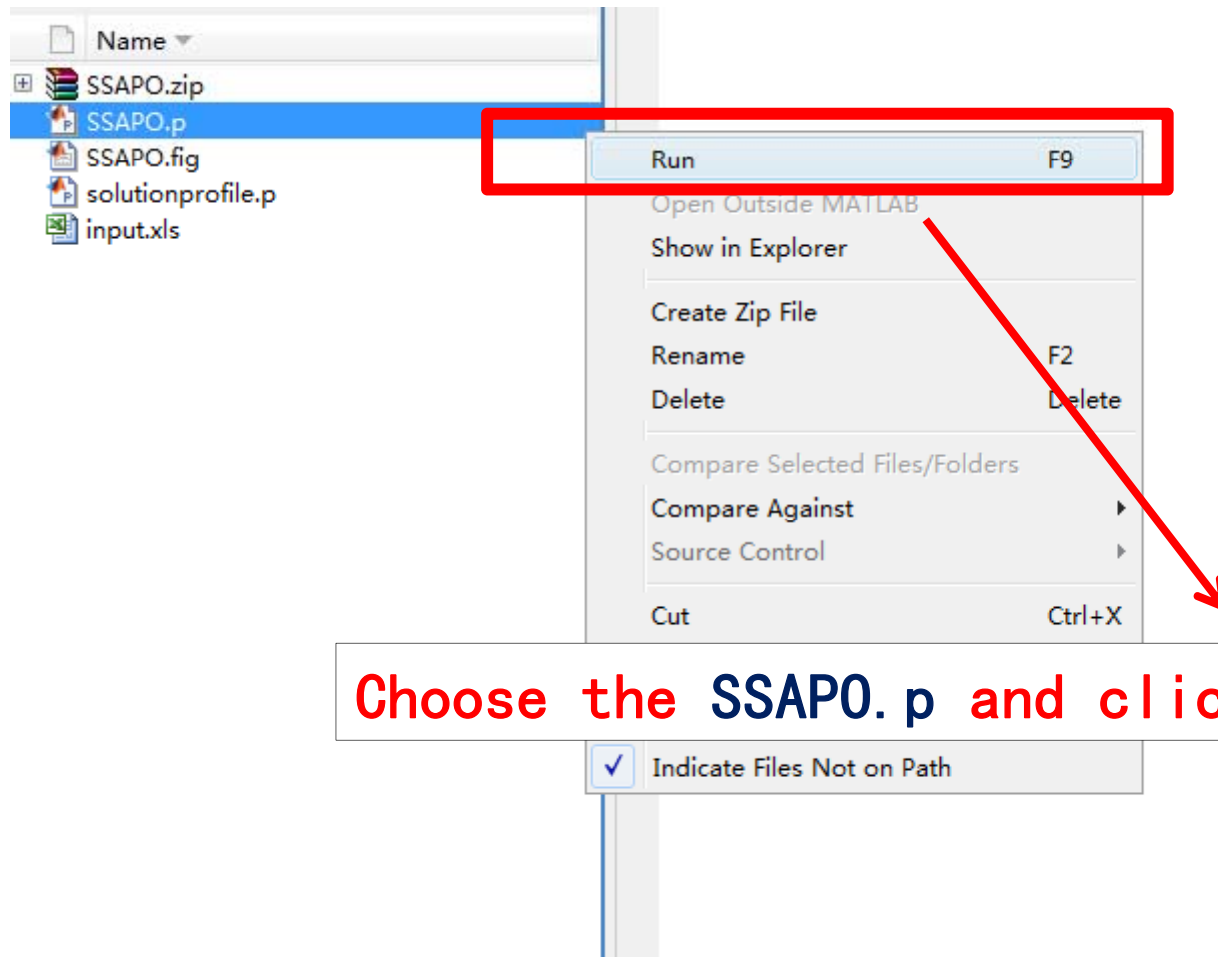 Name
SSAPO.zip
SSAPO.p
SSAPO.fig
solutionprofile.p
input.xls
Run F9
Open Outside MATLAB
Show in Explorer
Create Zip File
Rename F2
Delete Delete
Compare Selected Files/Folders
Compare Against
Source Control
Cut Ctrl+X
Choose the SSAPO.p and clic
Indicate Files Not on Path